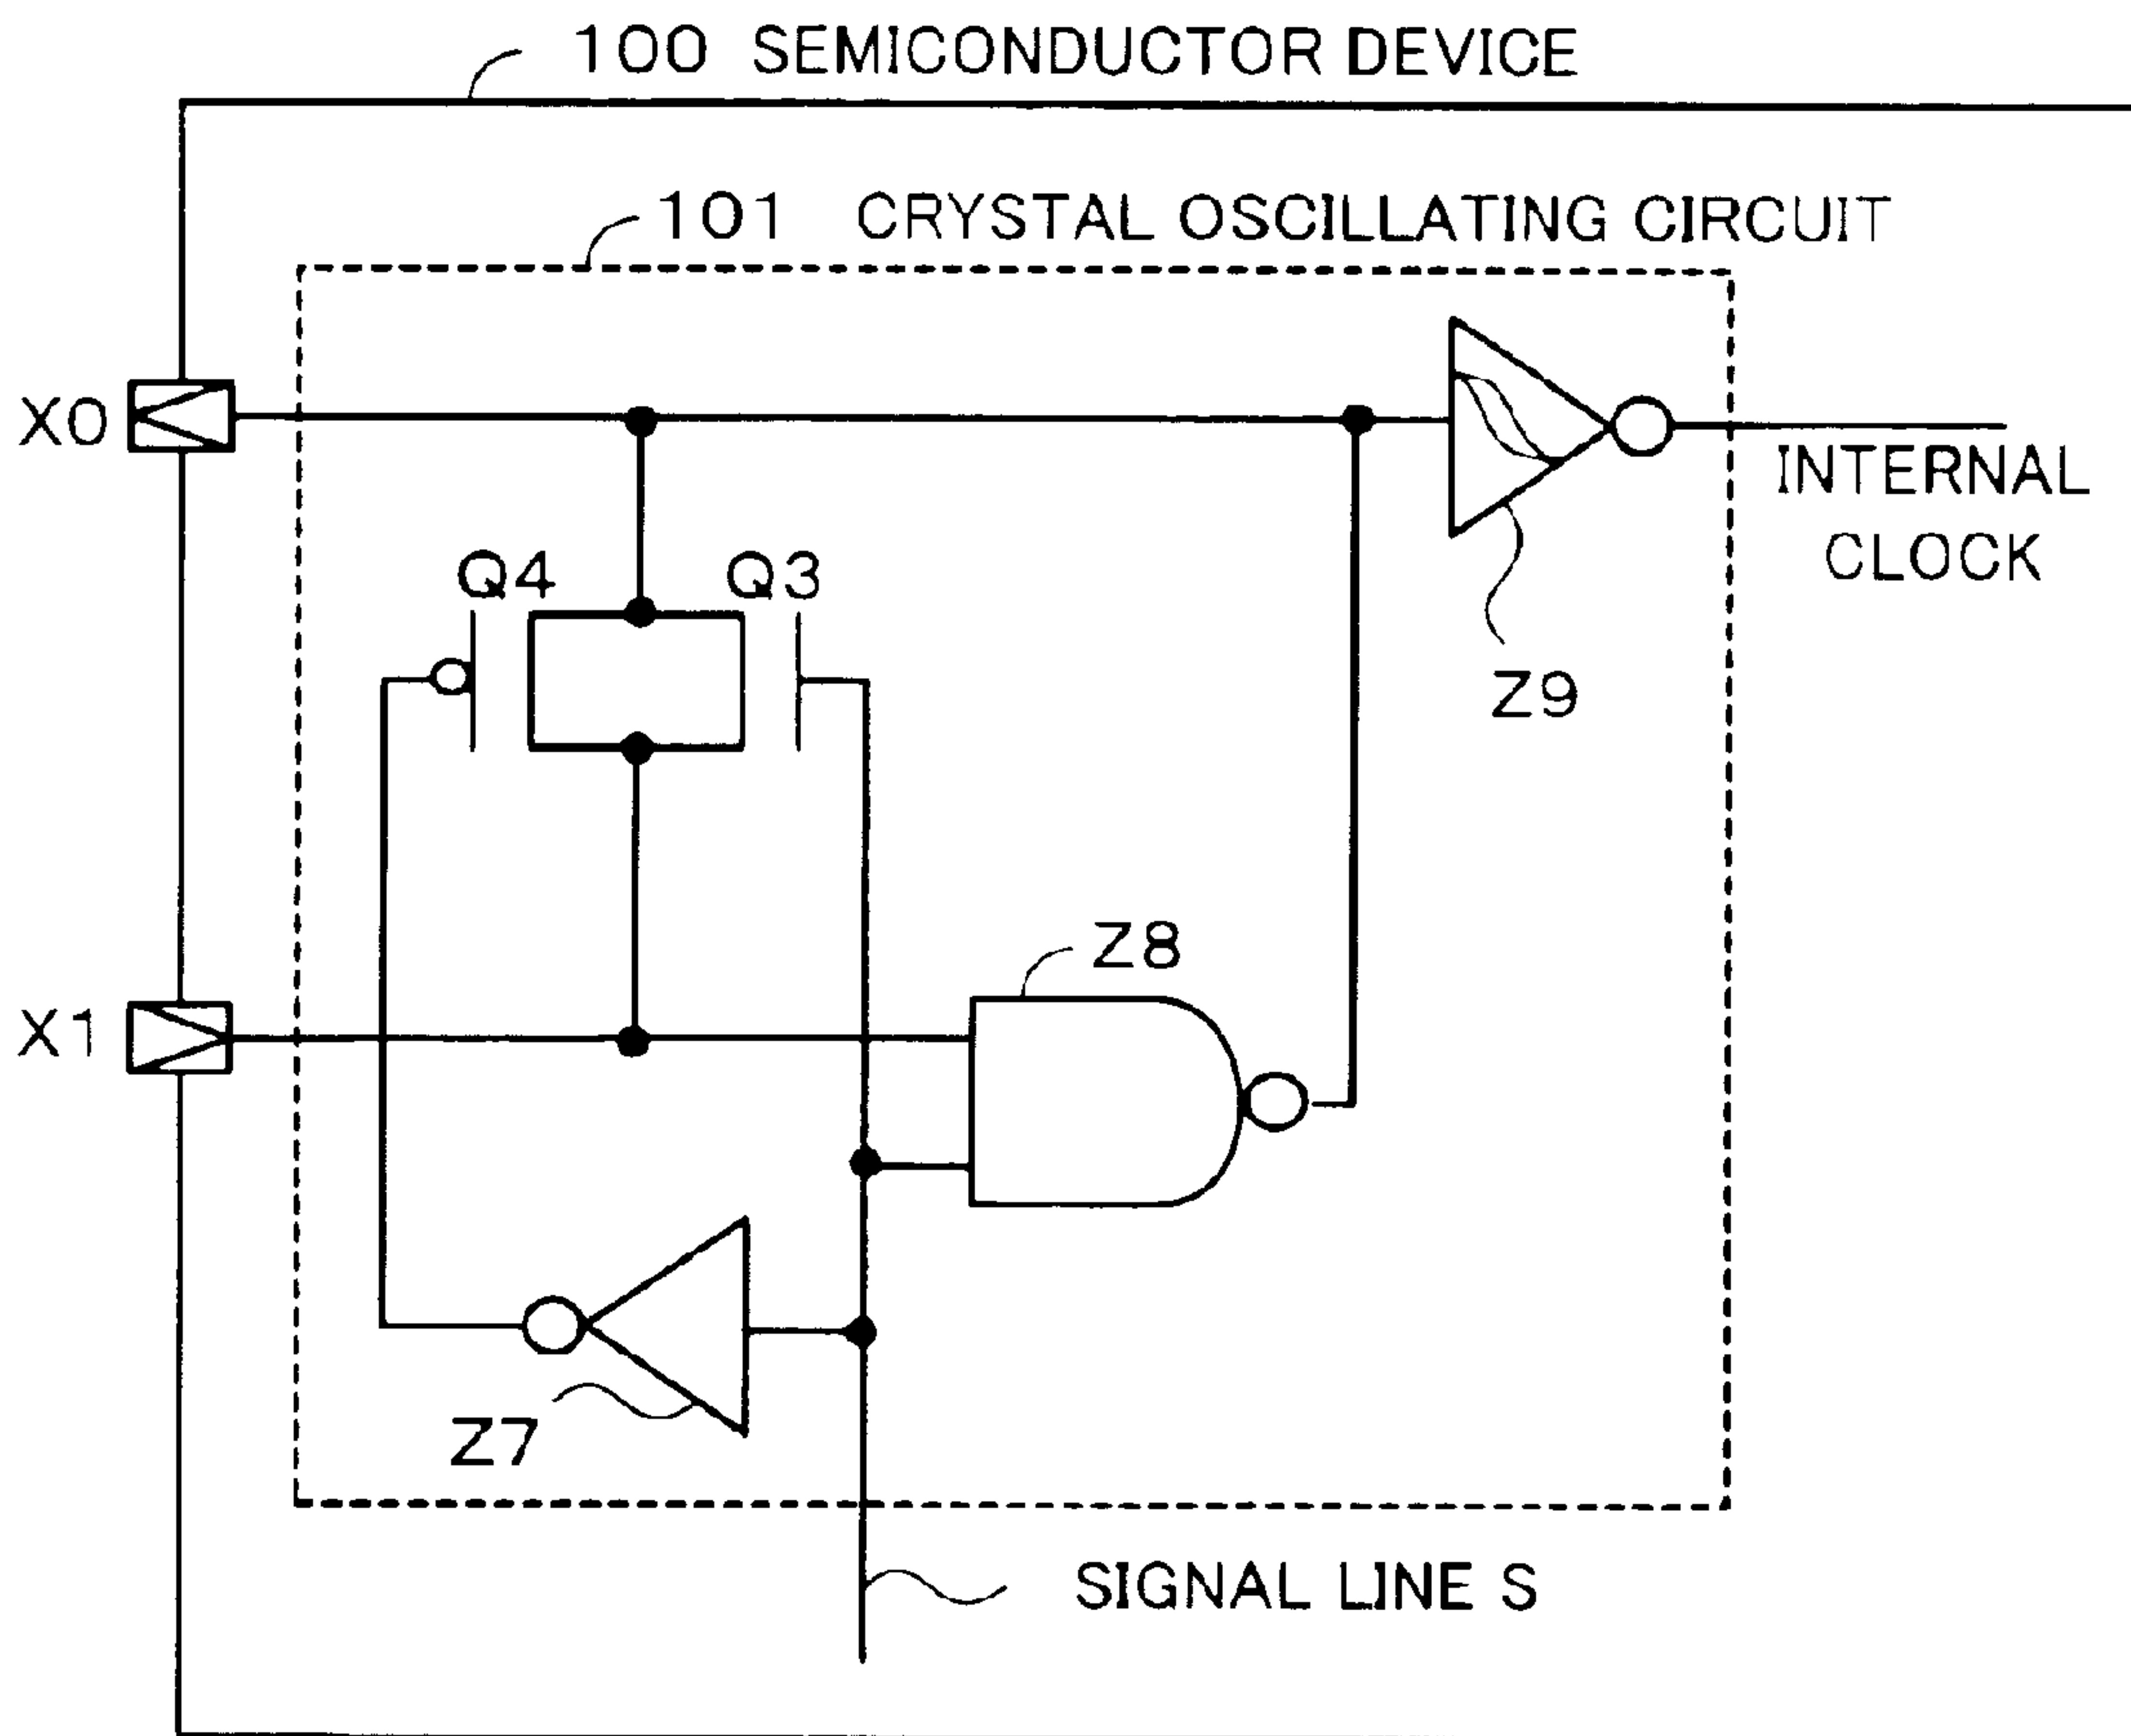 100 SEMICONDUCTOR DEVICE
101 CRYSTAL OSCILLATING CIRCUIT
X0
INTERNAL
CLOCK
Q4
Q3
Z9
Z8
X1
Z7
SIGNAL LINE S